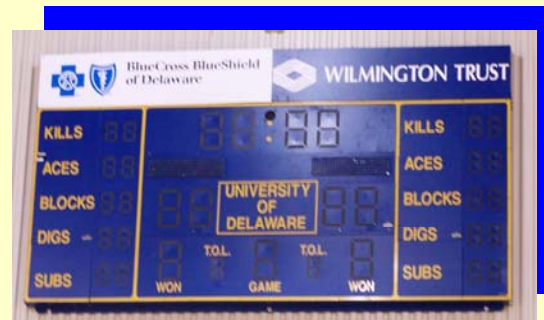 BlueCross BlueShield
of Delaware
WILMINGTON TRUST
KILLS
ACES
BLOCKS
DIGS
SUBS
UNIVERSITY
OF
DELAWARE
T.O.L.
T.O.L.
WON
GAME
WON
KILLS
ACES
BLOCKS
DIGS
SUBS